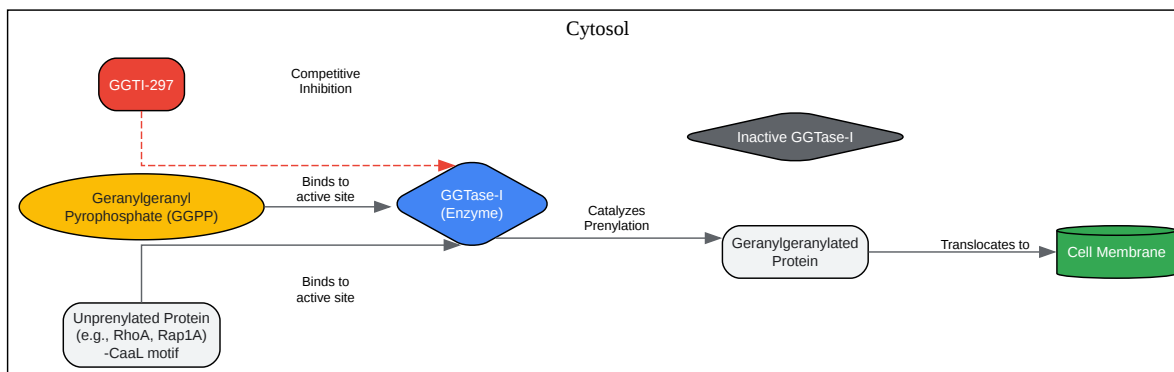 Cytosol
GGTI-297
Competitive
Inhibition
Inactive GGTase-I
Geranylgeranyl
Pyrophosphate (GGPP)
Binds to
active site
GGTase-I
(Enzyme)
Catalyzes
Prenylation
Geranylgeranylated
Protein
Translocates to
Cell Membrane
Binds to
active site
Unprenylated Protein
(e.g., RhoA, Rap1A)
-CaaL motif